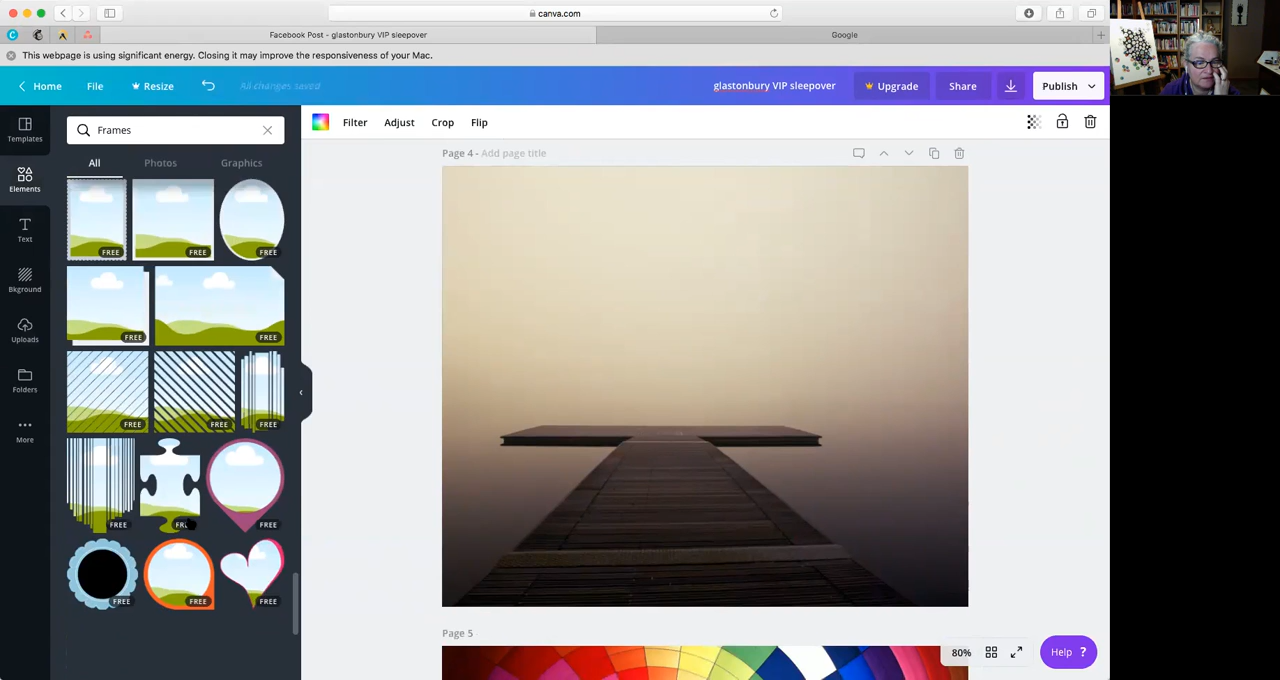 canva.com
Facebook Post - glastonbury VIP sleepover
Google
This webpage is using significant energy. Closing it may improve the responsiveness of your Mac.
Home
File
Resize
All changes saved
glastonbury VIP sleepover
Upgrade
Share
Publish
Templates
Elements
Text
Bkground
Uploads
Folders
More
Frames
All
Photos
Graphics
FREE
FREE
FREE
FREE
FREE
FREE
FREE
FREE
FREE
FREE
FREE
FREE
FREE
Filter
Adjust
Crop
Flip
Page 4 - Add page title
Page 5
80%
Help ?